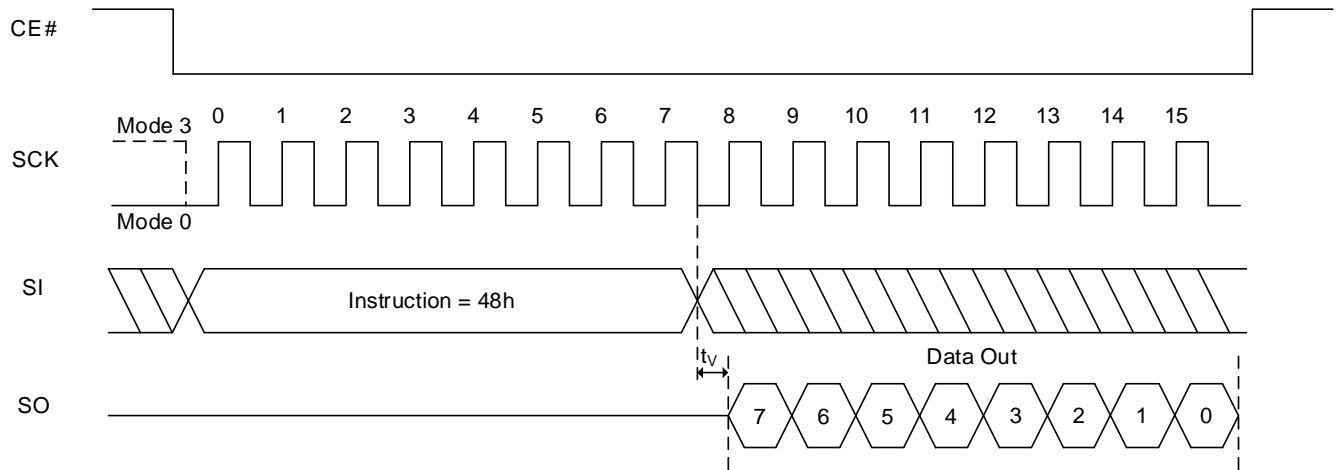 CE#
SCK
Mode 3
0 1 2 3 4 5 6 7 8 9 10 11 12 13 14 15
Mode 0
SI
Instruction = 48h
tV
Data Out
SO
7 6 5 4 3 2 1 0